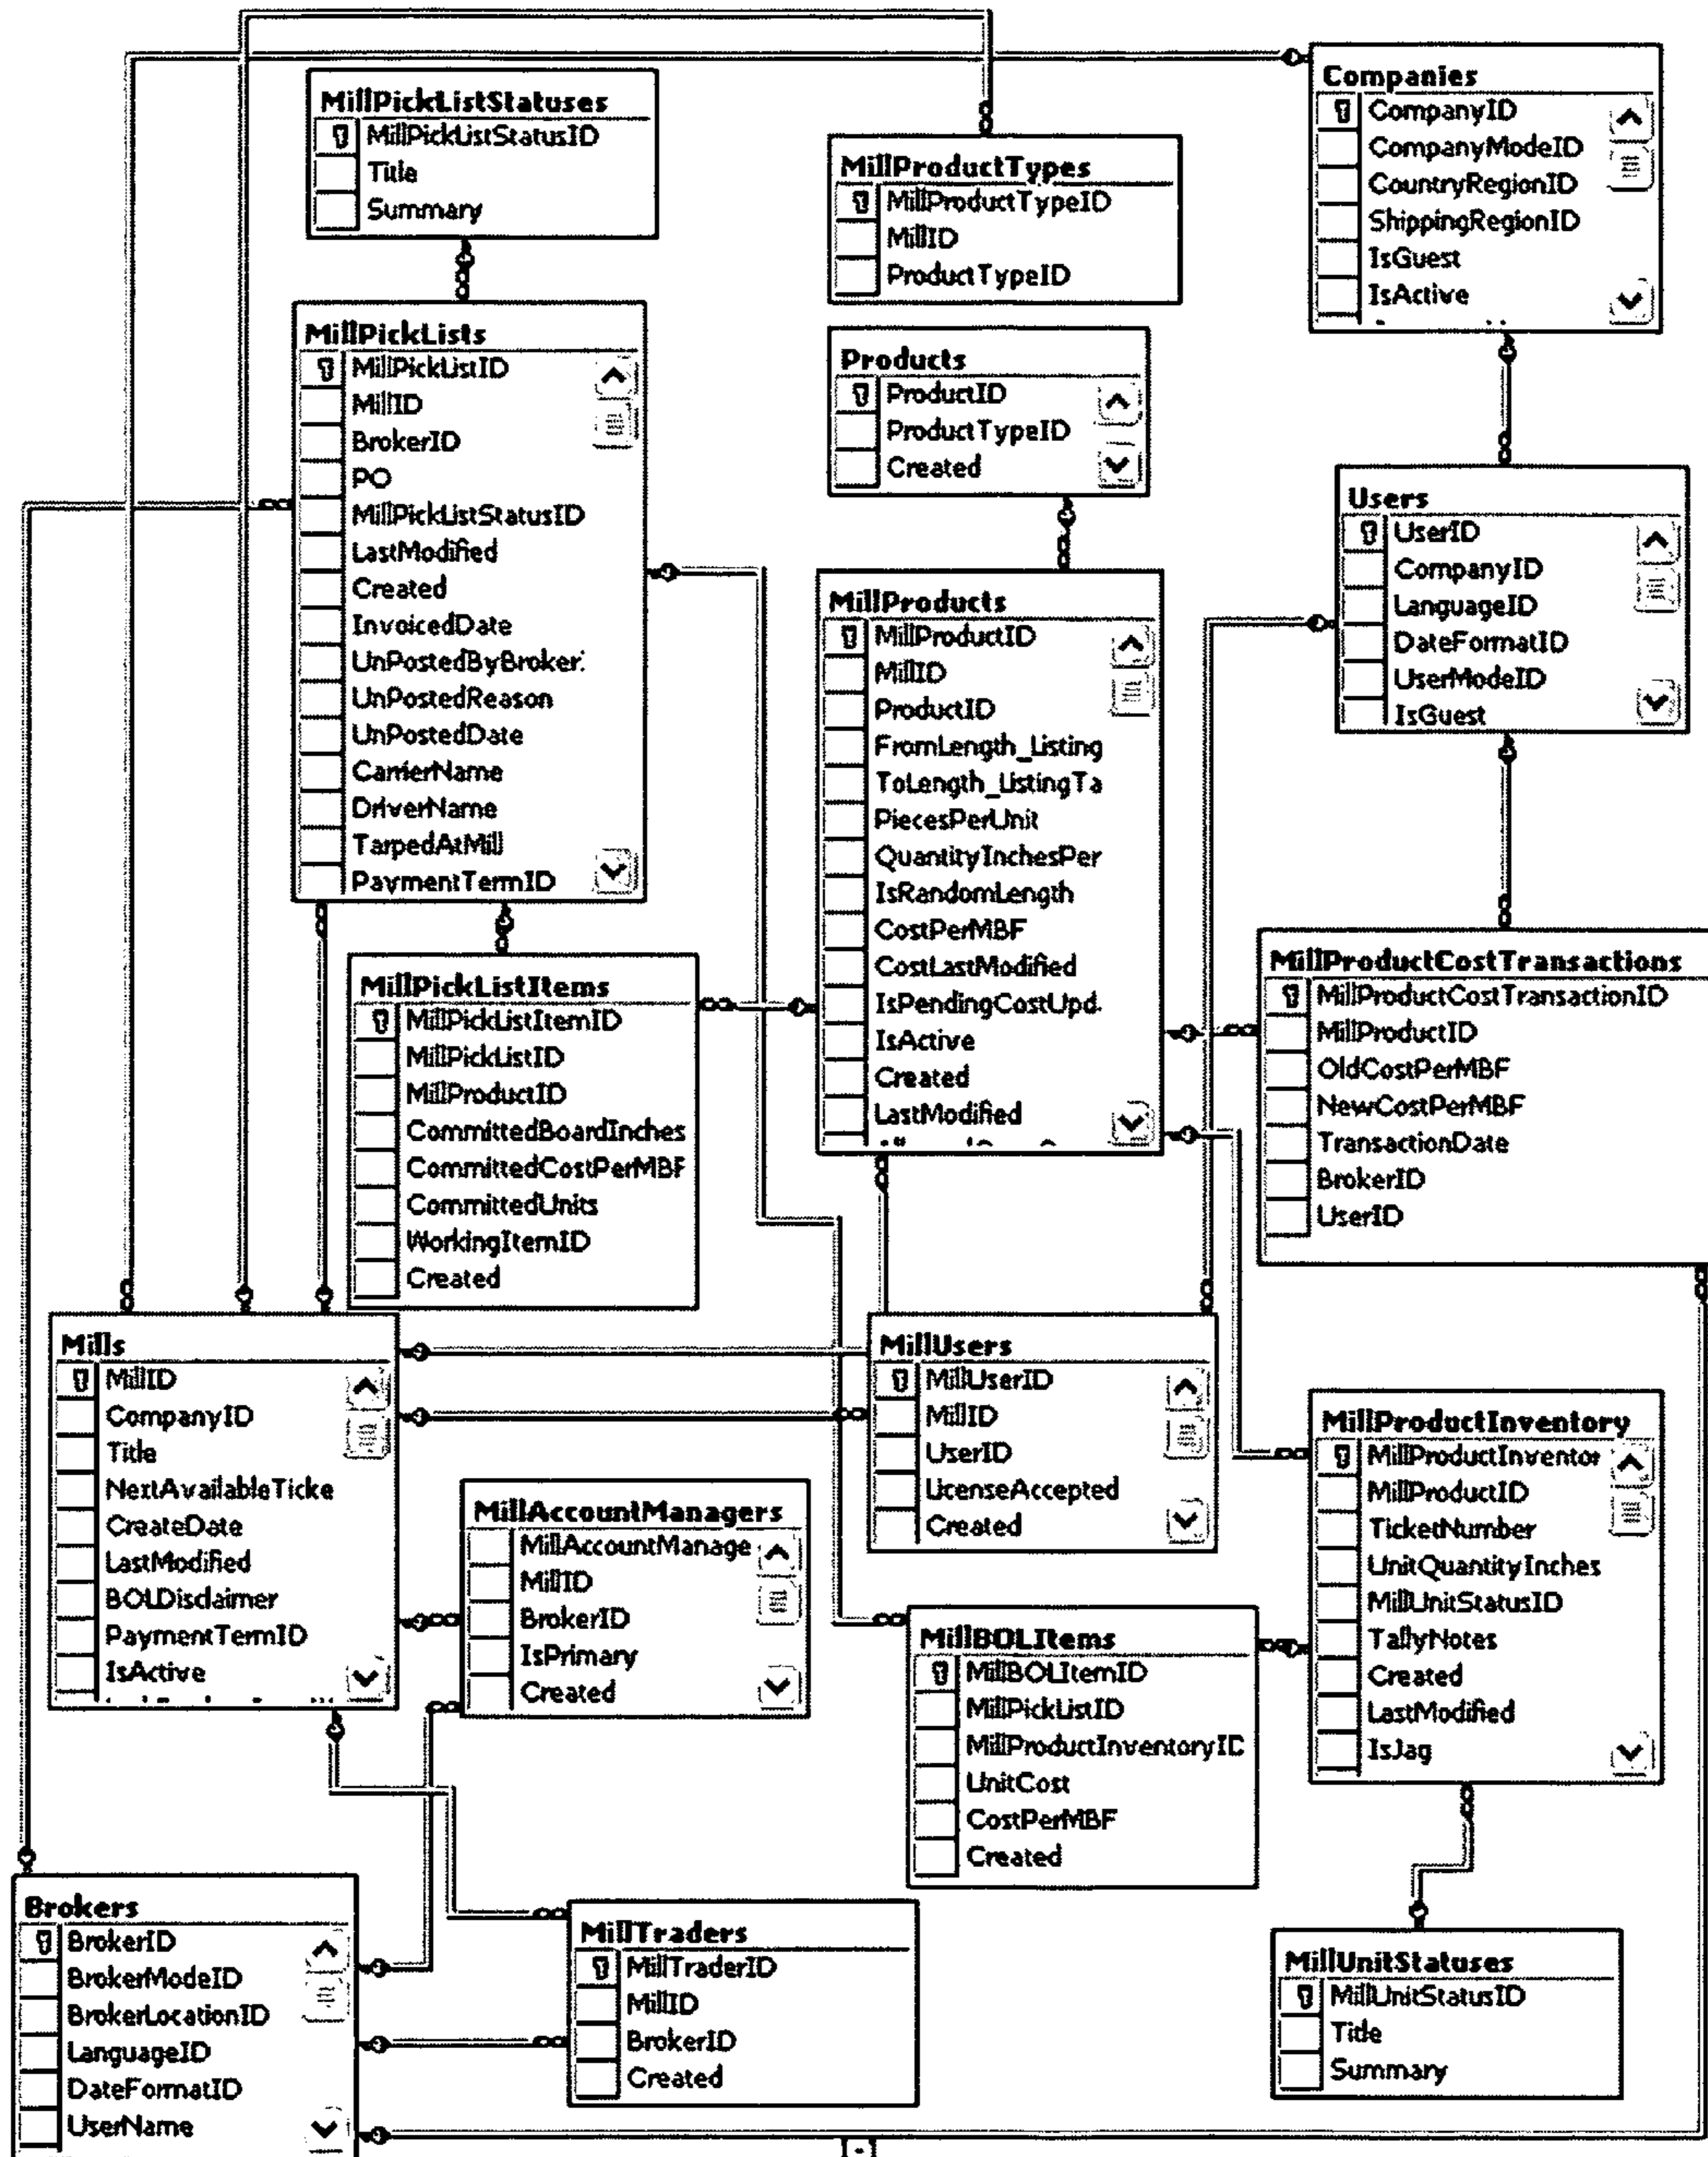 MillPickListStatuses
MillPickListStatusID
Title
Summary
MillProductTypes
MillProductTypeID
MillID
ProductTypeID
Companies
CompanyID
CompanyModeID
CountryRegionID
ShippingRegionID
IsGuest
IsActive
MillPickLists
MillPickListID
MillID
BrokerID
PO
MillPickListStatusID
LastModified
Created
InvoicedDate
UnPostedByBroker
UnPostedReason
UnPostedDate
CarrierName
DriverName
TarpedAtMill
PaymentTermID
Products
ProductID
ProductTypeID
Created
Users
UserID
CompanyID
LanguageID
DateFormatID
UserModeID
IsGuest
MillProducts
MillProductID
MillID
ProductID
FromLength_Listing
ToLength_ListingTa
PiecesPerUnit
QuantityInchesPer
IsRandomLength
CostPerMBF
CostLastModified
IsPendingCostUpd
IsActive
Created
LastModified
MillPickListItems
MillPickListItemID
MillPickListID
MillProductID
CommittedBoardInches
CommittedCostPerMBF
CommittedUnits
WorkingItemID
Created
MillProductCostTransactions
MillProductCostTransactionID
MillProductID
OldCostPerMBF
NewCostPerMBF
TransactionDate
BrokerID
UserID
Mills
MillID
CompanyID
Title
NextAvailableTicke
CreateDate
LastModified
BOLDisclaimer
PaymentTermID
IsActive
MillUsers
MillUserID
MillID
UserID
LicenseAccepted
Created
MillProductInventory
MillProductInventor
MillProductID
TicketNumber
UnitQuantityInches
MillUnitStatusID
TallyNotes
Created
LastModified
IsJag
MillAccountManagers
MillAccountManage
MillID
BrokerID
IsPrimary
Created
MillBOLItems
MillBOLItemID
MillPickListID
MillProductInventoryID
UnitCost
CostPerMBF
Created
Brokers
BrokerID
BrokerModeID
BrokerLocationID
LanguageID
DateFormatID
UserName
MillTraders
MillTraderID
MillID
BrokerID
Created
MillUnitStatuses
MillUnitStatusID
Title
Summary